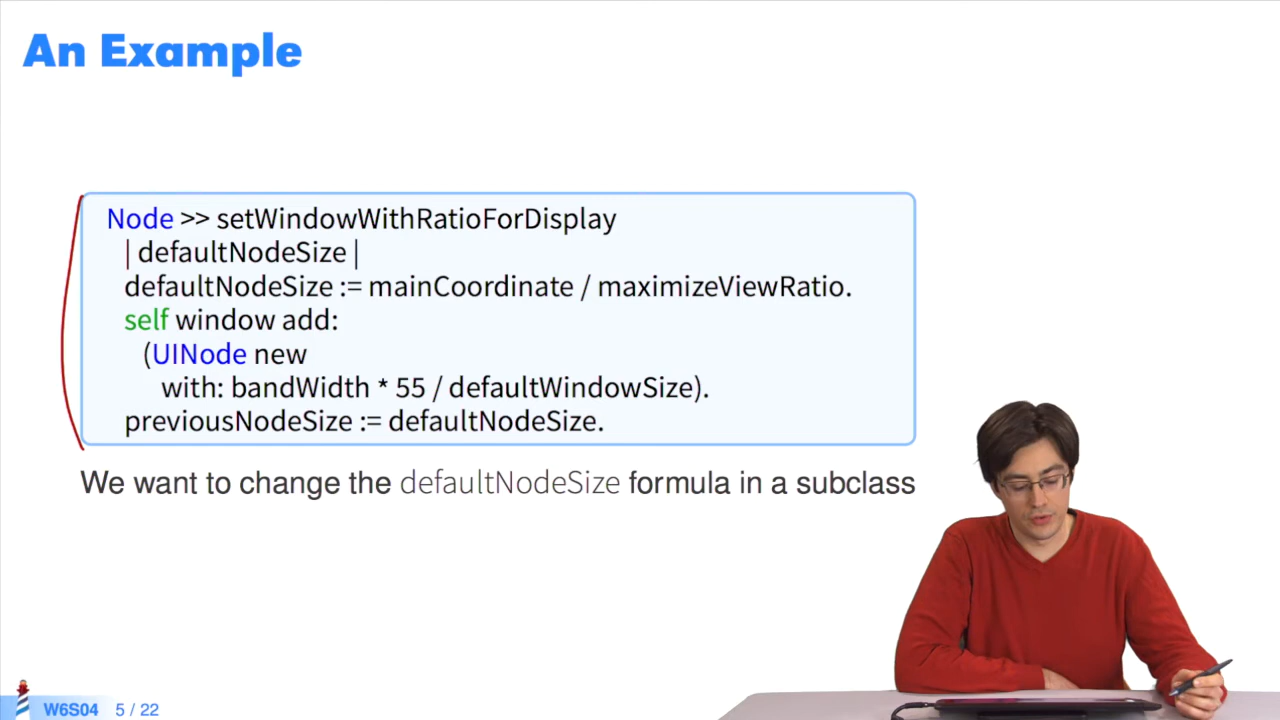 An Example
Node >> setWindowWithRatioForDisplay
| defaultNodeSize |
defaultNodeSize := mainCoordinate / maximizeViewRatio.
self window add:
(UINode new
with: bandWidth * 55 / defaultWindowSize).
previousNodeSize := defaultNodeSize.
We want to change the defaultNodeSize formula in a subclass
W6S04 5 / 22